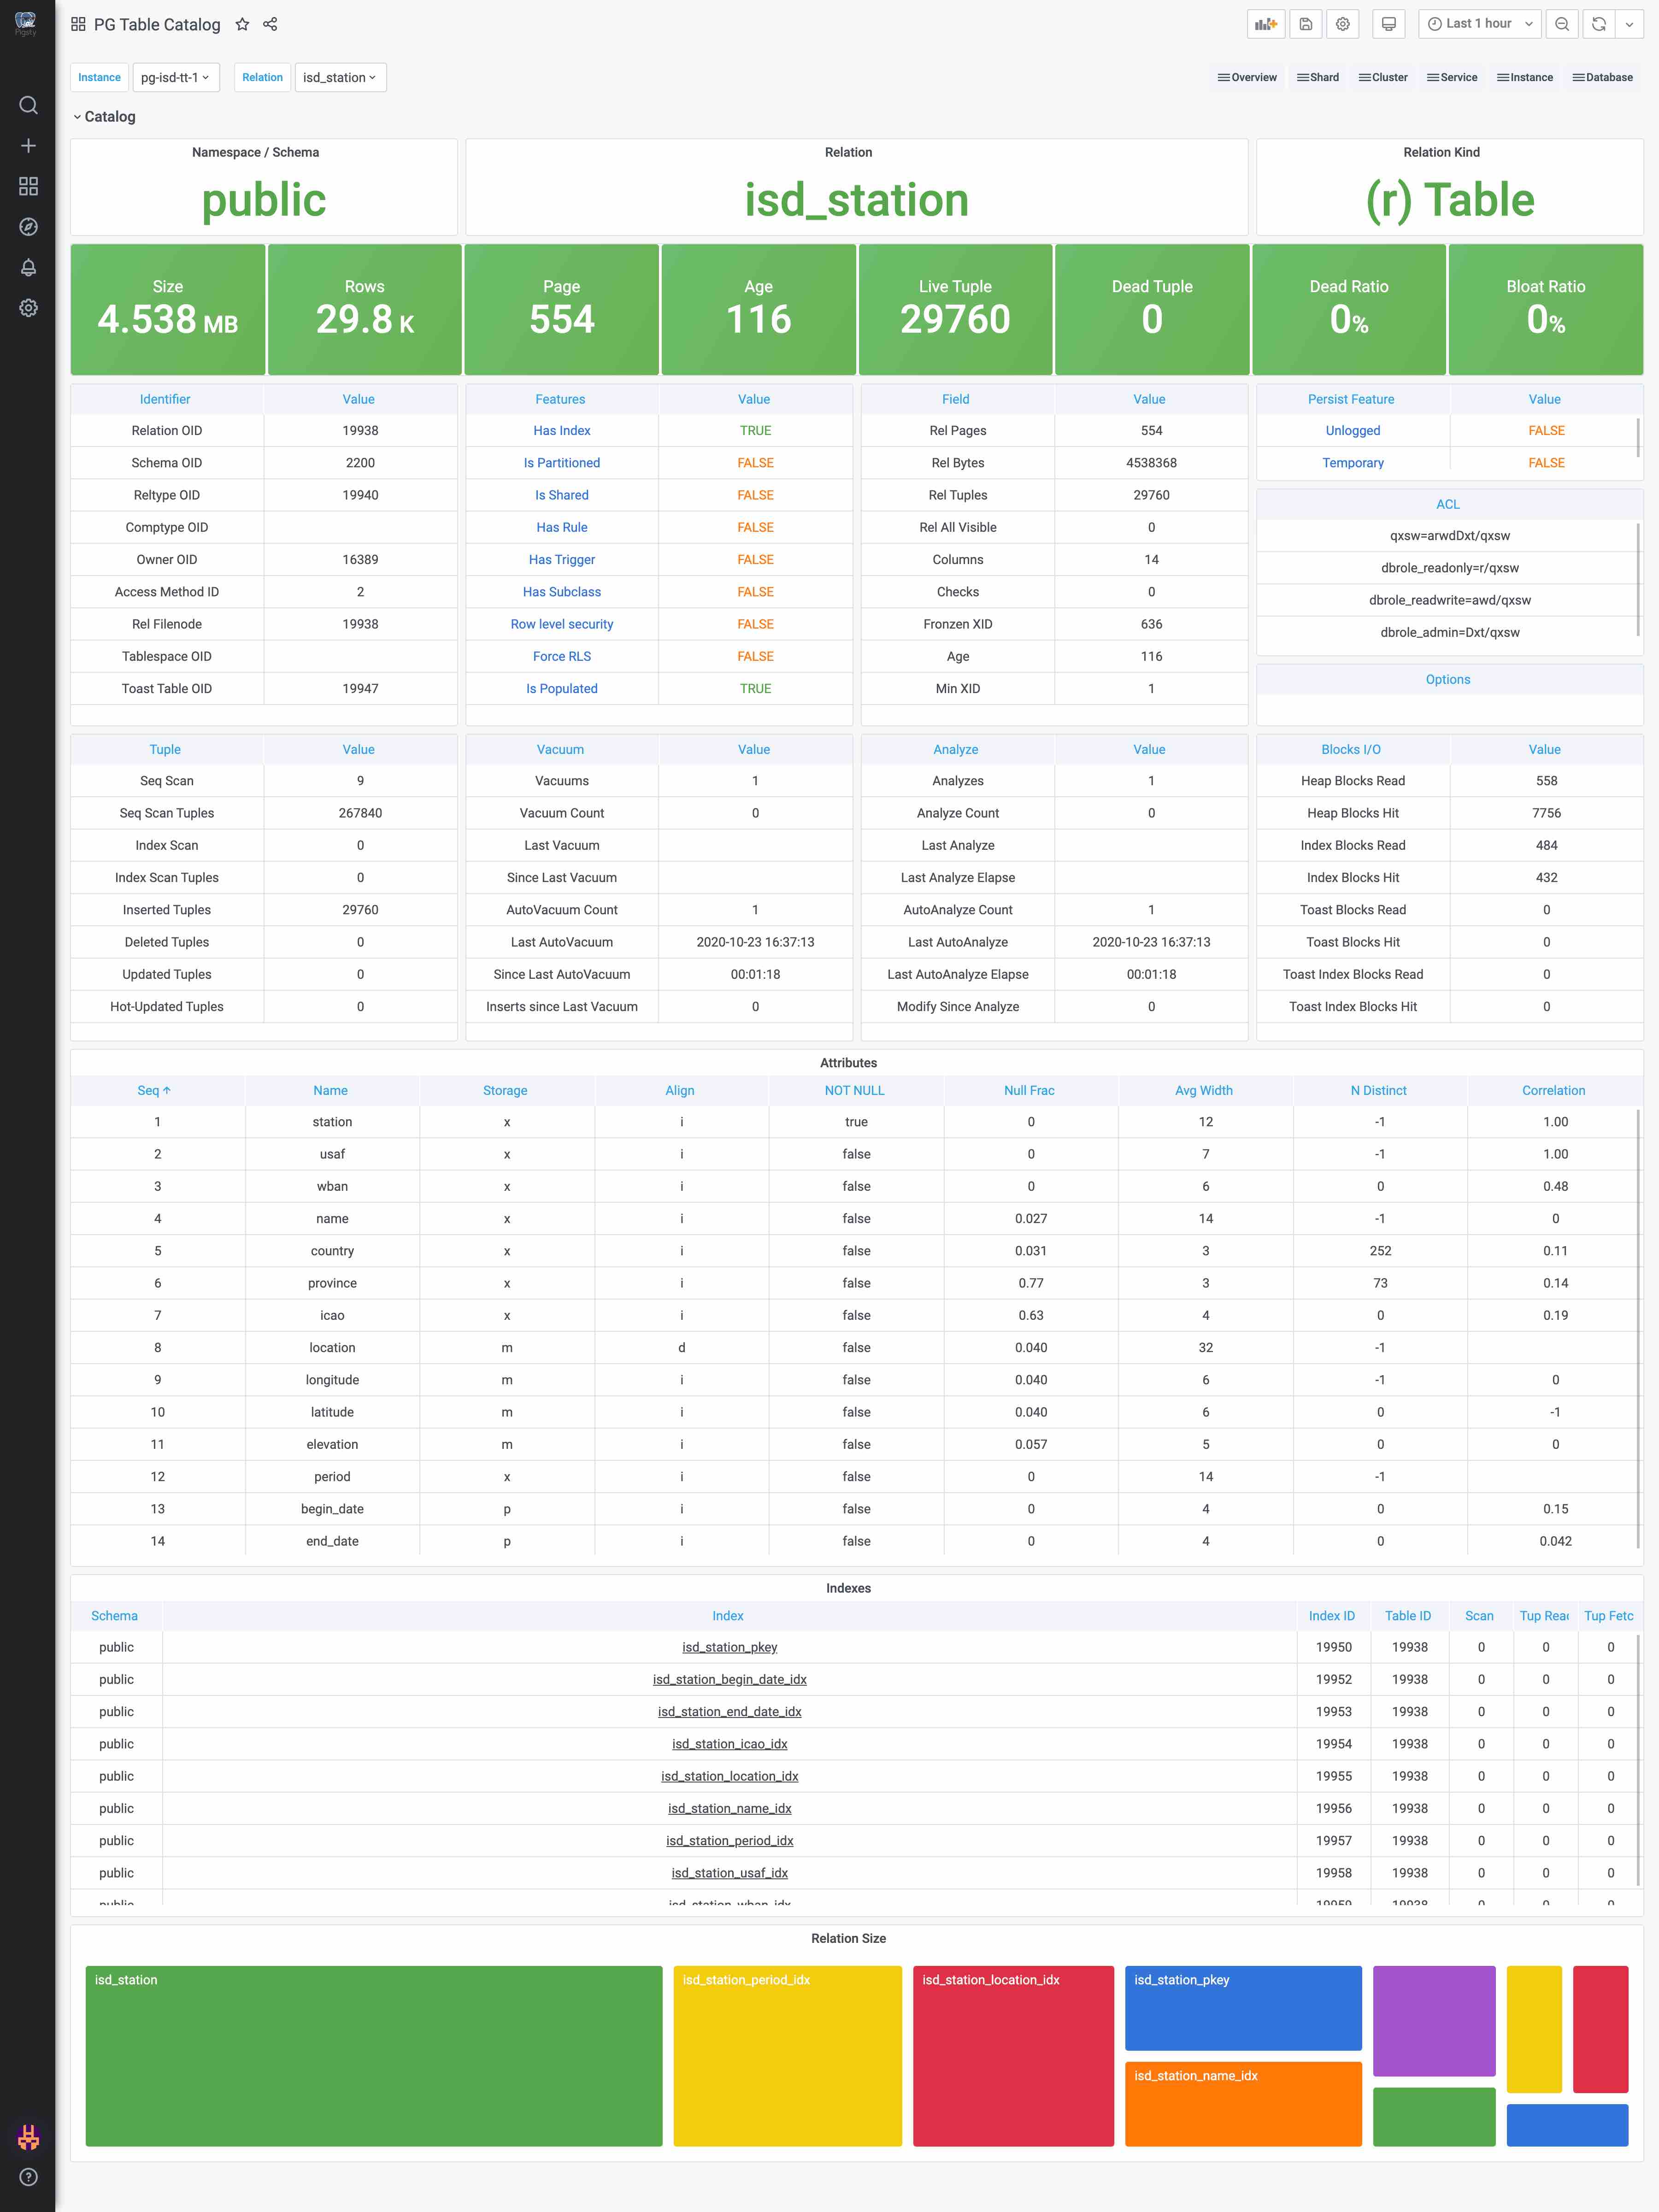 Pigsty
PG Table Catalog
Last 1 hour
Instance pg-isd-tt-1 Relation isd_station
Overview Shard Cluster Service Instance Database
Catalog
Namespace / Schema
public
Relation
isd_station
Relation Kind
(r) Table
Size
4.538 MB
Rows
29.8 K
Page
554
Age
116
Live Tuple
29760
Dead Tuple
0
Dead Ratio
0%
Bloat Ratio
0%
Identifier Value
Relation OID 19938
Schema OID 2200
Reltype OID 19940
Comptype OID
Owner OID 16389
Access Method ID 2
Rel Filenode 19938
Tablespace OID
Toast Table OID 19947
Features Value
Has Index TRUE
Is Partitioned FALSE
Is Shared FALSE
Has Rule FALSE
Has Trigger FALSE
Has Subclass FALSE
Row level security FALSE
Force RLS FALSE
Is Populated TRUE
Field Value
Rel Pages 554
Rel Bytes 4538368
Rel Tuples 29760
Rel All Visible 0
Columns 14
Checks 0
Fronzen XID 636
Age 116
Min XID 1
Persist Feature Value
Unlogged FALSE
Temporary FALSE
ACL
qxsw=arwdDxt/qxsw
dbrole_readonly=r/qxsw
dbrole_readwrite=awd/qxsw
dbrole_admin=Dxt/qxsw
Options
Tuple Value
Seq Scan 9
Seq Scan Tuples 267840
Index Scan 0
Index Scan Tuples 0
Inserted Tuples 29760
Deleted Tuples 0
Updated Tuples 0
Hot-Updated Tuples 0
Vacuum Value
Vacuums 1
Vacuum Count 0
Last Vacuum
Since Last Vacuum
AutoVacuum Count 1
Last AutoVacuum 2020-10-23 16:37:13
Since Last AutoVacuum 00:01:18
Inserts since Last Vacuum 0
Analyze Value
Analyzes 1
Analyze Count 0
Last Analyze
Last Analyze Elapse
AutoAnalyze Count 1
Last AutoAnalyze 2020-10-23 16:37:13
Last AutoAnalyze Elapse 00:01:18
Modify Since Analyze 0
Blocks I/O Value
Heap Blocks Read 558
Heap Blocks Hit 7756
Index Blocks Read 484
Index Blocks Hit 432
Toast Blocks Read 0
Toast Blocks Hit 0
Toast Index Blocks Read 0
Toast Index Blocks Hit 0
Attributes
Seq Name Storage Align NOT NULL Null Frac Avg Width N Distinct Correlation
1 station x i true 0 12 -1 1.00
2 usaf x i false 0 7 -1 1.00
3 wban x i false 0 6 0 0.48
4 name x i false 0.027 14 -1 0
5 country x i false 0.031 3 252 0.11
6 province x i false 0.77 3 73 0.14
7 icao x i false 0.63 4 0 0.19
8 location m d false 0.040 32 -1
9 longitude m i false 0.040 6 -1 0
10 latitude m i false 0.040 6 0 -1
11 elevation m i false 0.057 5 0 0
12 period x i false 0 14 -1
13 begin_date p i false 0 4 0 0.15
14 end_date p i false 0 4 0 0.042
Indexes
Schema Index Index ID Table ID Scan Tup Read Tup Fetc
public isd_station_pkey 19950 19938 0 0 0
public isd_station_begin_date_idx 19952 19938 0 0 0
public isd_station_end_date_idx 19953 19938 0 0 0
public isd_station_icao_idx 19954 19938 0 0 0
public isd_station_location_idx 19955 19938 0 0 0
public isd_station_name_idx 19956 19938 0 0 0
public isd_station_period_idx 19957 19938 0 0 0
public isd_station_usaf_idx 19958 19938 0 0 0
public isd_station_wban_idx 19959 19938 0 0 0
Relation Size
isd_station
isd_station_period_idx
isd_station_location_idx
isd_station_pkey
isd_station_name_idx